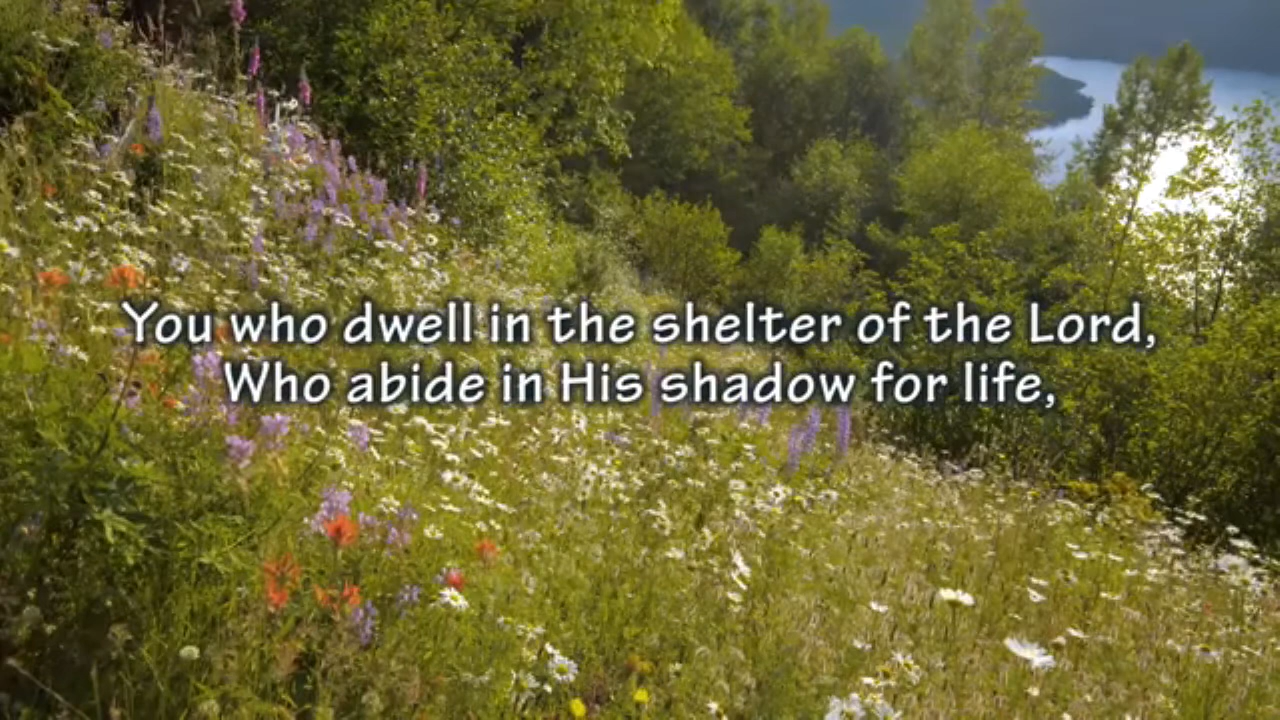 You who dwell in the shelter of the Lord,
Who abide in His shadow for life,